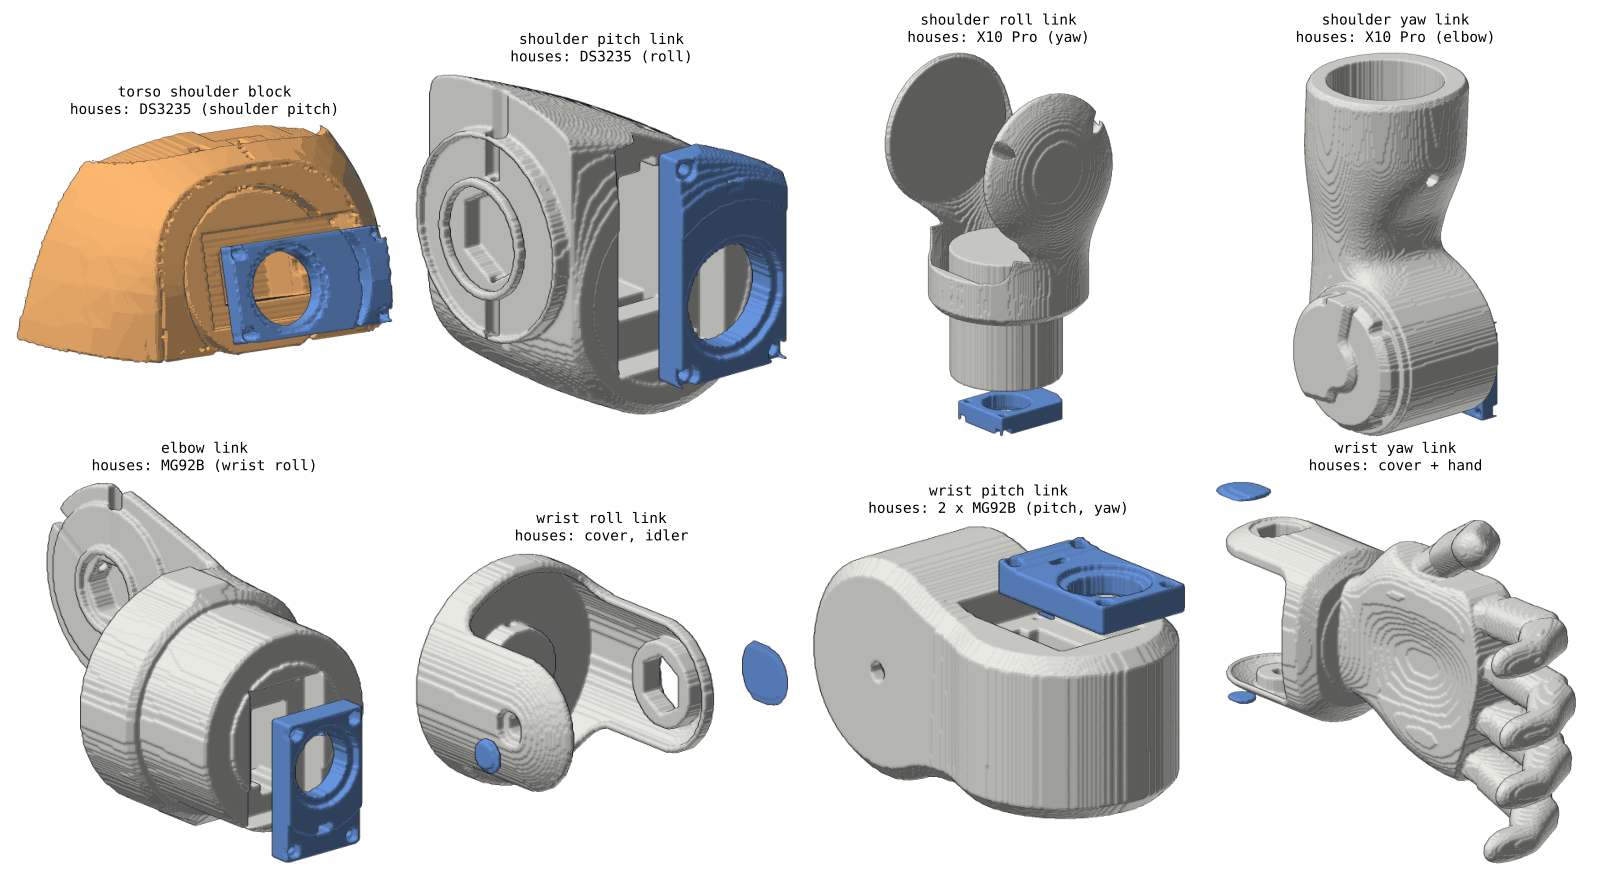 torso shoulder block
houses: DS3235 (shoulder pitch)
shoulder pitch link
houses: DS3235 (roll)
shoulder roll link
houses: X10 Pro (yaw)
shoulder yaw link
houses: X10 Pro (elbow)
elbow link
houses: MG92B (wrist roll)
wrist roll link
houses: cover, idler
wrist pitch link
houses: 2 x MG92B (pitch, yaw)
wrist yaw link
houses: cover + hand